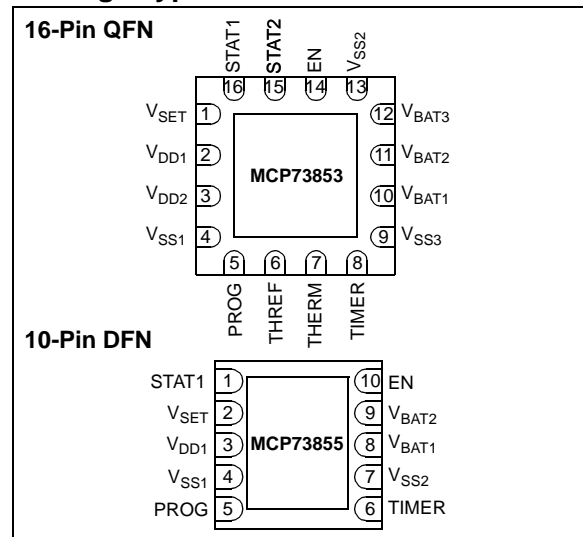 16-Pin QFN
STAT1 STAT2 EN VSS2
16 15 14 13
VSET 1 12 VBAT3
VDD1 2 11 VBAT2
MCP73853
VDD2 3 10 VBAT1
VSS1 4 9 VSS3
5 6 7 8
PROG THREF THERM TIMER
10-Pin DFN
STAT1 1 10 EN
VSET 2 9 VBAT2
VDD1 3 MCP73855 8 VBAT1
VSS1 4 7 VSS2
PROG 5 6 TIMER